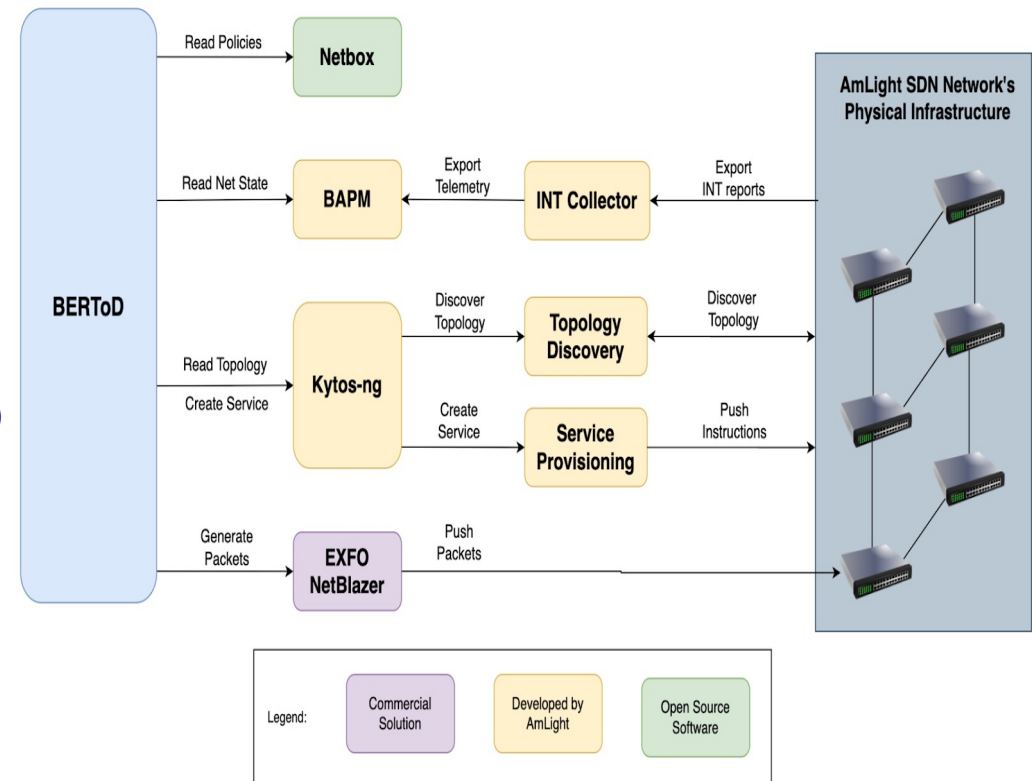 Read Policies
Netbox
AmLight SDN Network's
Physical Infrastructure
Read Net State
BAPM
Export
Telemetry
INT Collector
Export
INT reports
BERToD
Read Topology
Create Service
Kytos-ng
Discover
Topology
Topology
Discovery
Discover
Topology
Create
Service
Service
Provisioning
Push
Instructions
Generate
Packets
EXFO
NetBlazer
Push
Packets
Legend:
Commercial
Solution
Developed by
AmLight
Open Source
Software